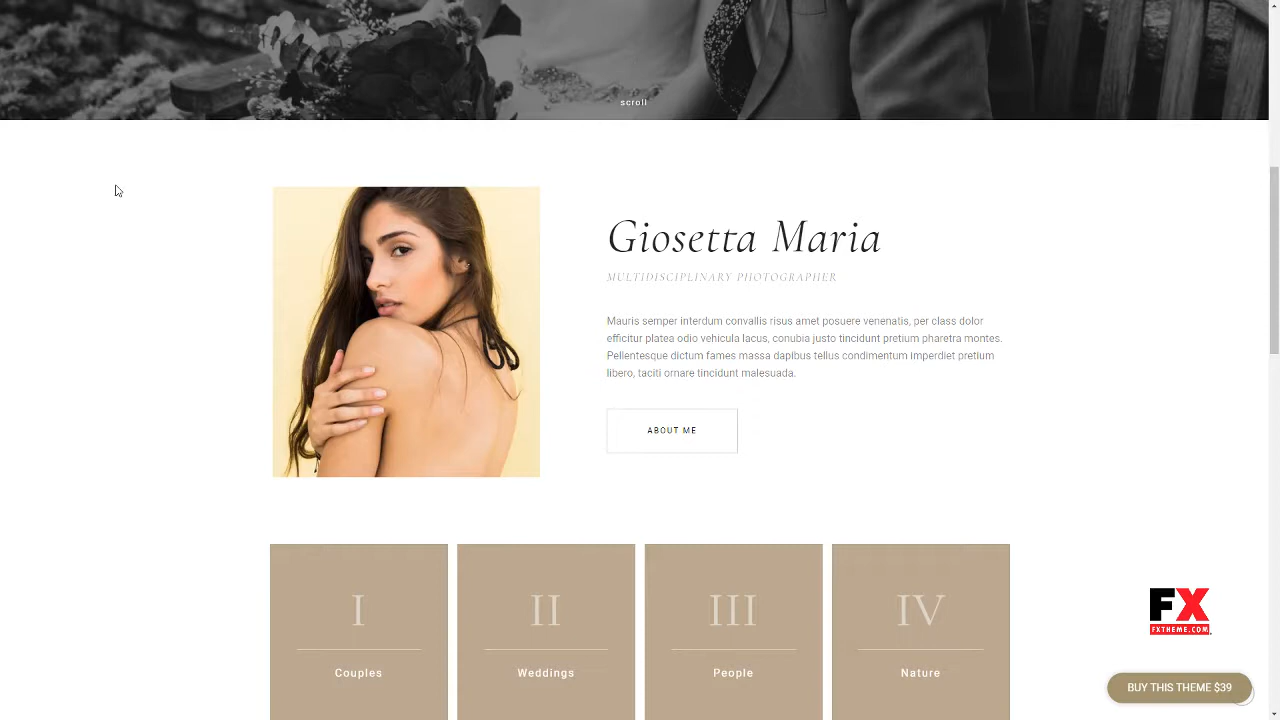 scroll
Giosetta Maria
MULTIDISCIPLINARY PHOTOGRAPHER
Mauris semper interdum convallis risus amet posuere venenatis, per class dolor
efficitur platea odio vehicula lacus, conubia justo tincidunt pretium pharetra montes.
Pellentesque dictum fames massa dapibus tellus condimentum imperdiet pretium
libero, taciti ornare tincidunt malesuada.
ABOUT ME
I
II
III
IV
Couples
Weddings
People
Nature
FX
FXTHEME.COM
BUY THIS THEME $39